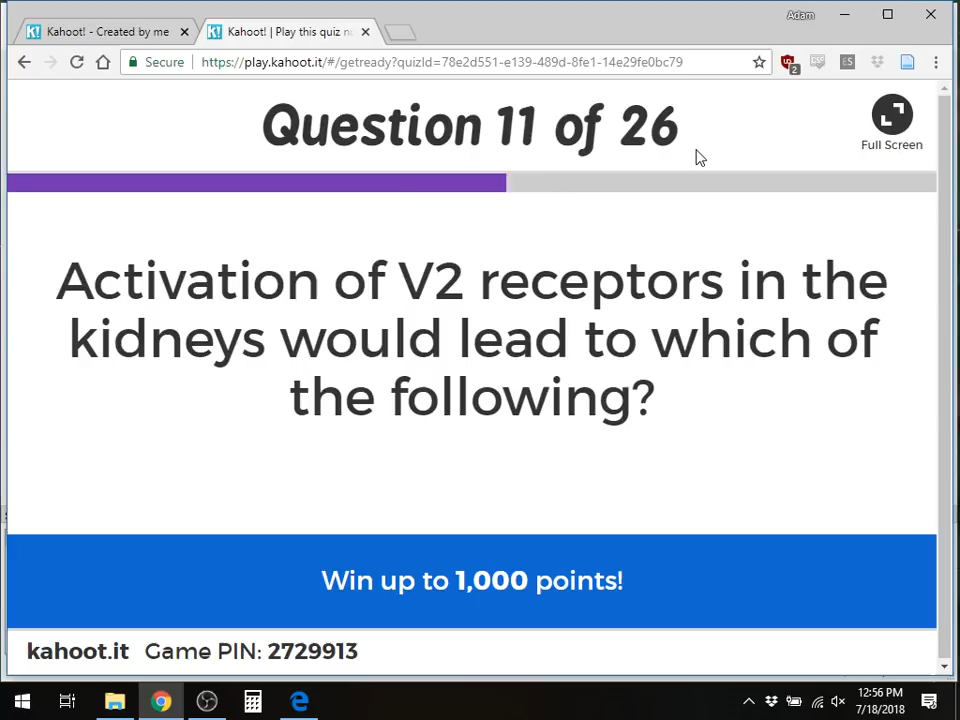 Adam
Kahoot! - Created by me
Kahoot! | Play this quiz n
Secure
https://play.kahoot.it/#/getready?quizId=78e2d551-e139-489d-8fe1-14e29fe0bc79
2
ES
Question 11 of 26
Full Screen
Activation of V2 receptors in the
kidneys would lead to which of
the following?
Win up to 1,000 points!
kahoot.it Game PIN: 2729913
12:56 PM
7/18/2018